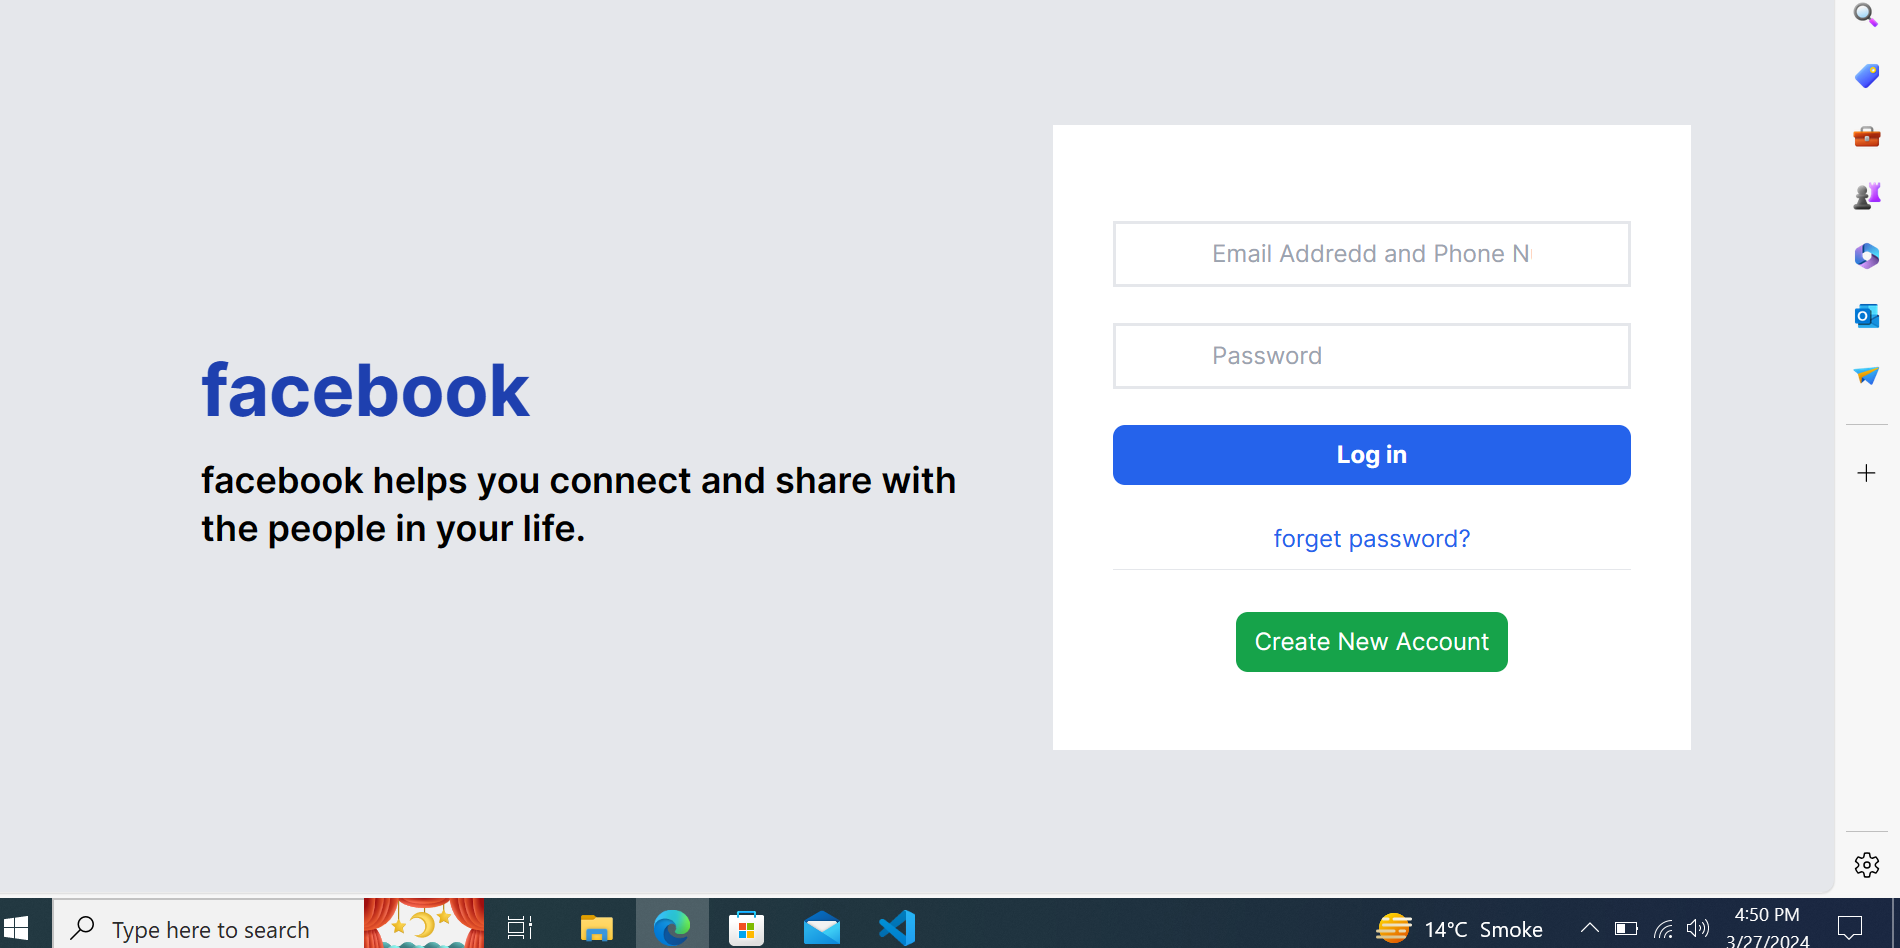 Email Addredd and Phone N
Password
Log in
facebook
facebook helps you connect and share with
the people in your life.
forget password?
Create New Account
Type here to search
14°C Smoke
4:50 PM
3/27/2024